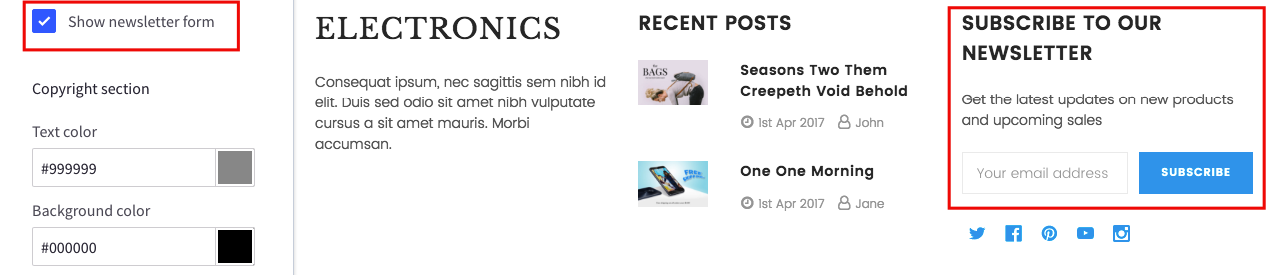 Show newsletter form
Copyright section
Text color
#999999
Background color
#000000
ELECTRONICS
Consequat ipsum, nec sagittis sem nibh id
elit. Duis sed odio sit amet nibh vulputate
cursus a sit amet mauris. Morbi
accumsan.
RECENT POSTS
BAGS
Seasons Two Them
Creepeth Void Behold
1st Apr 2017 John
FREE
One One Morning
1st Apr 2017 Jane
SUBSCRIBE TO OUR
NEWSLETTER
Get the latest updates on new products
and upcoming sales
Your email address SUBSCRIBE